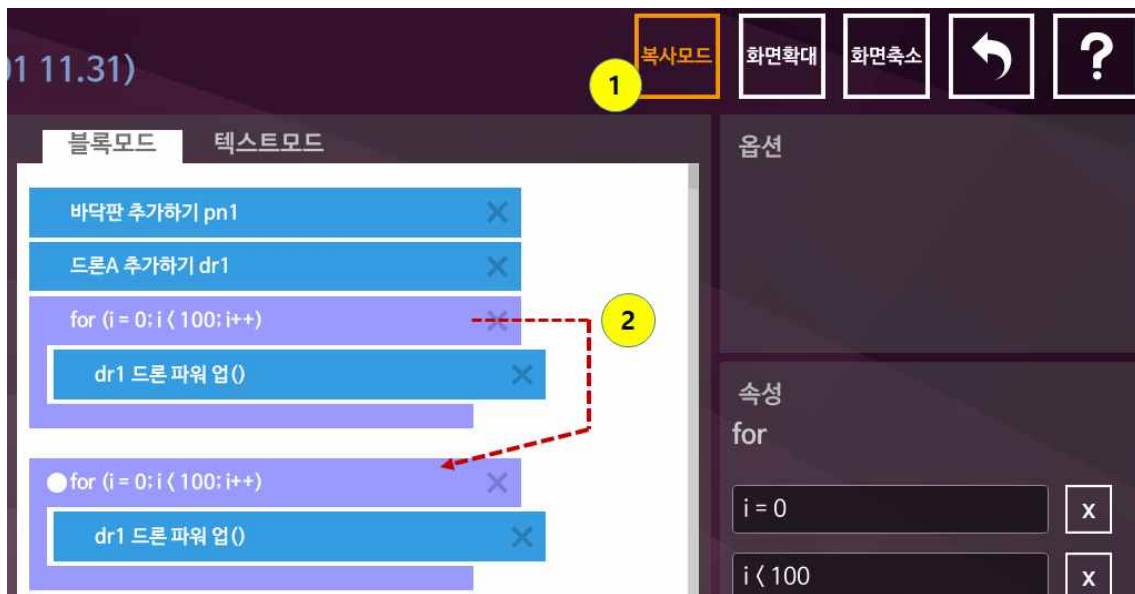 01 11.31)
복사모드
화면확대
화면축소
?
1
블록모드
텍스트모드
옵션
바닥판 추가하기 pn1
드론A 추가하기 dr1
for (i = 0; i < 100; i++)
2
dr1 드론 파워 업()
속성
for
for (i = 0; i < 100; i++)
dr1 드론 파워 업()
i = 0
x
i < 100
x